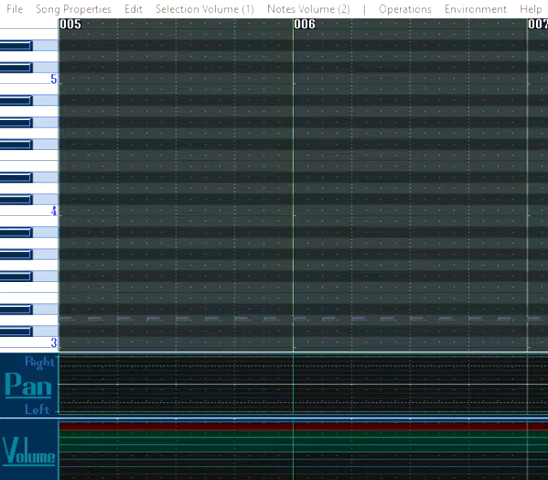 File Song Properties Edit Selection Volume (1) Notes Volume (2) | Operations Environment Help
005 006 007
5
4
3
Right
Pan
Left
Volume